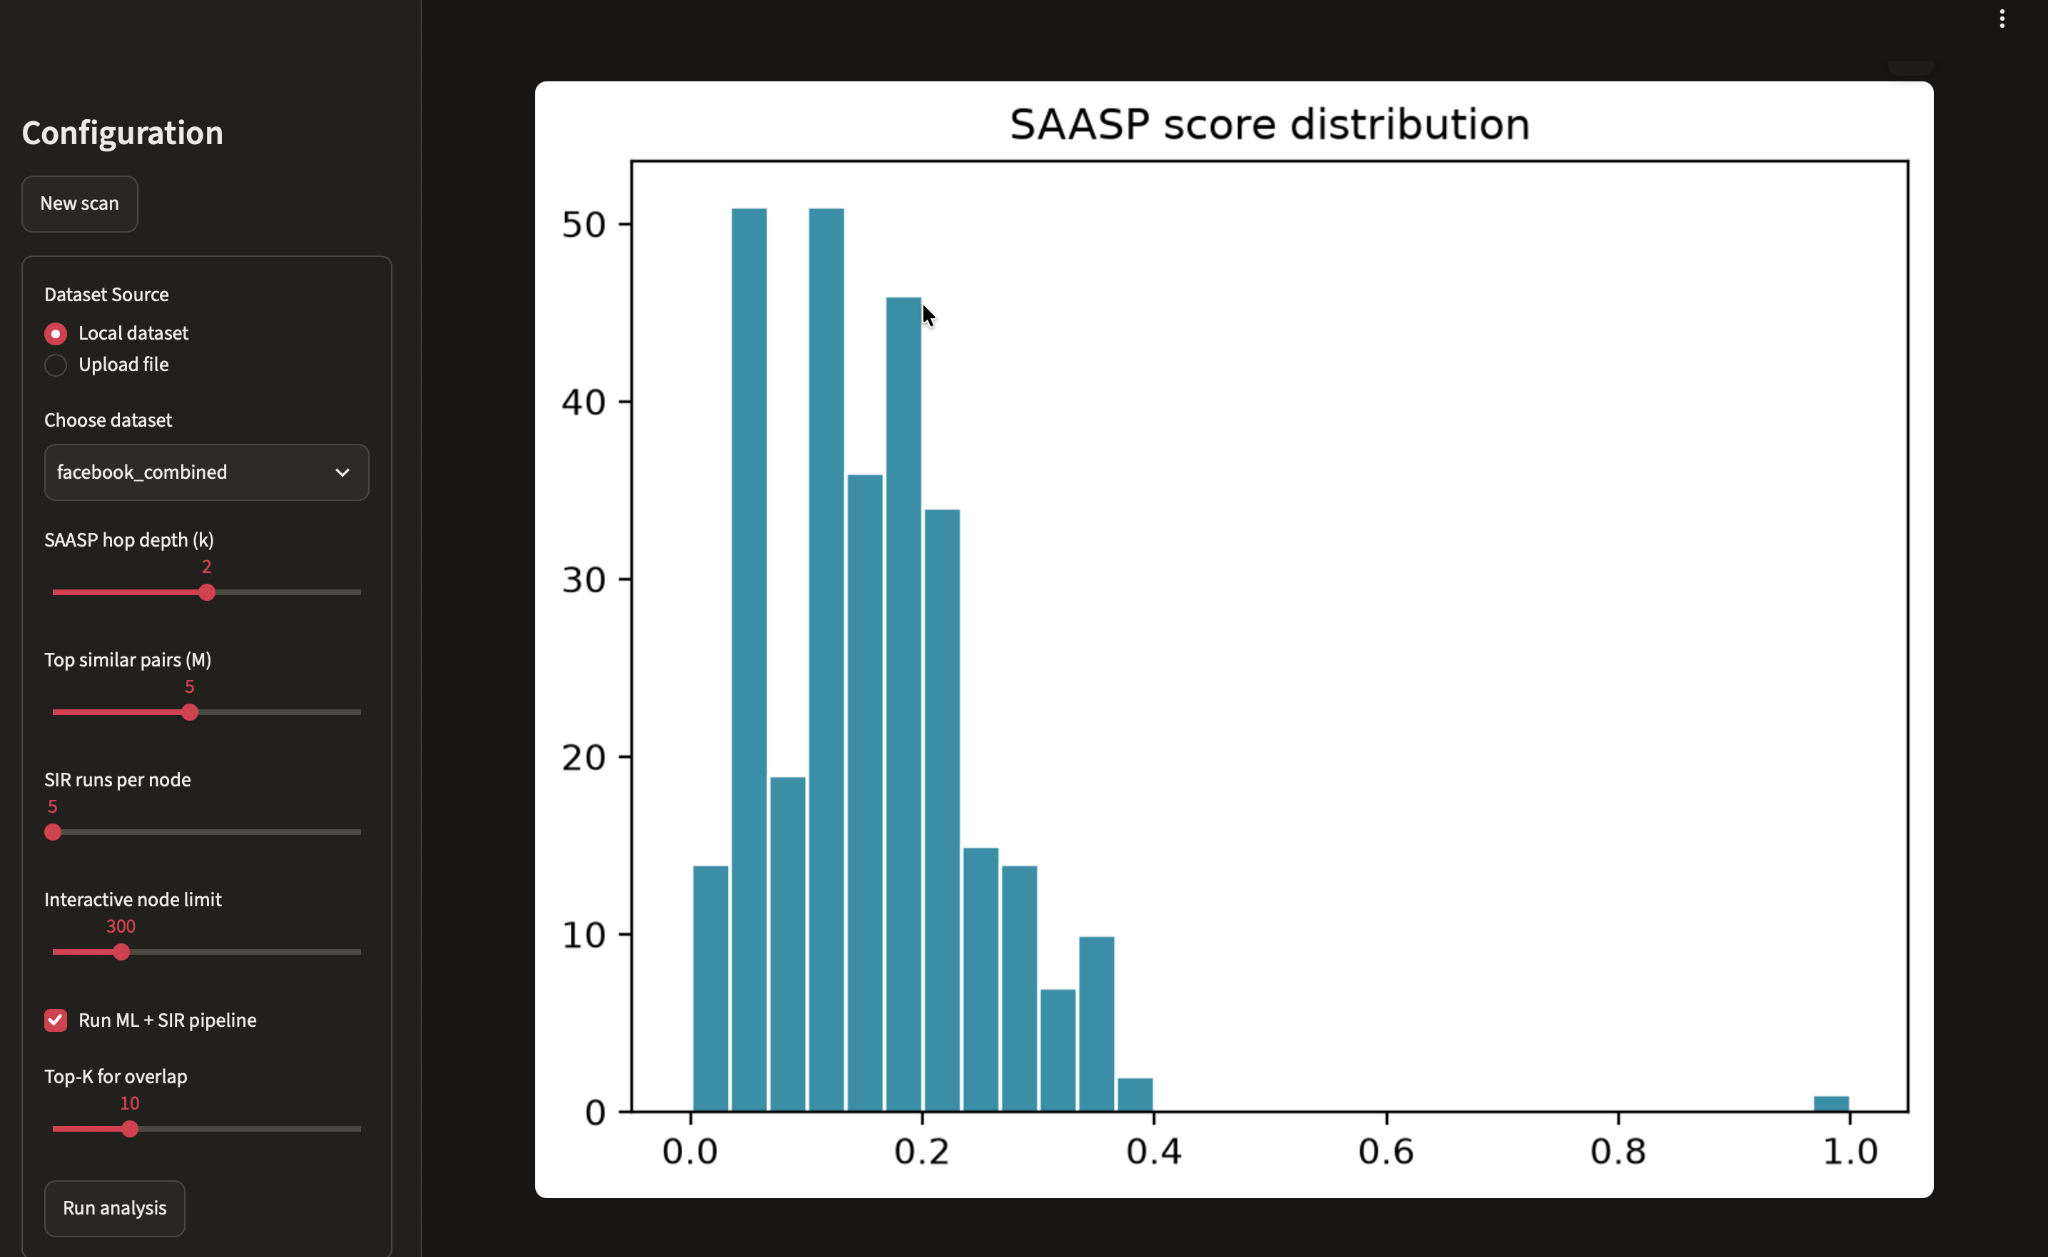 Configuration
New scan
Dataset Source
Local dataset
Upload file
Choose dataset
facebook_combined
SAASP hop depth (k)
2
Top similar pairs (M)
5
SIR runs per node
5
Interactive node limit
300
Run ML + SIR pipeline
Top-K for overlap
10
Run analysis
SAASP score distribution
50
40
30
20
10
0
0.0 0.2 0.4 0.6 0.8 1.0